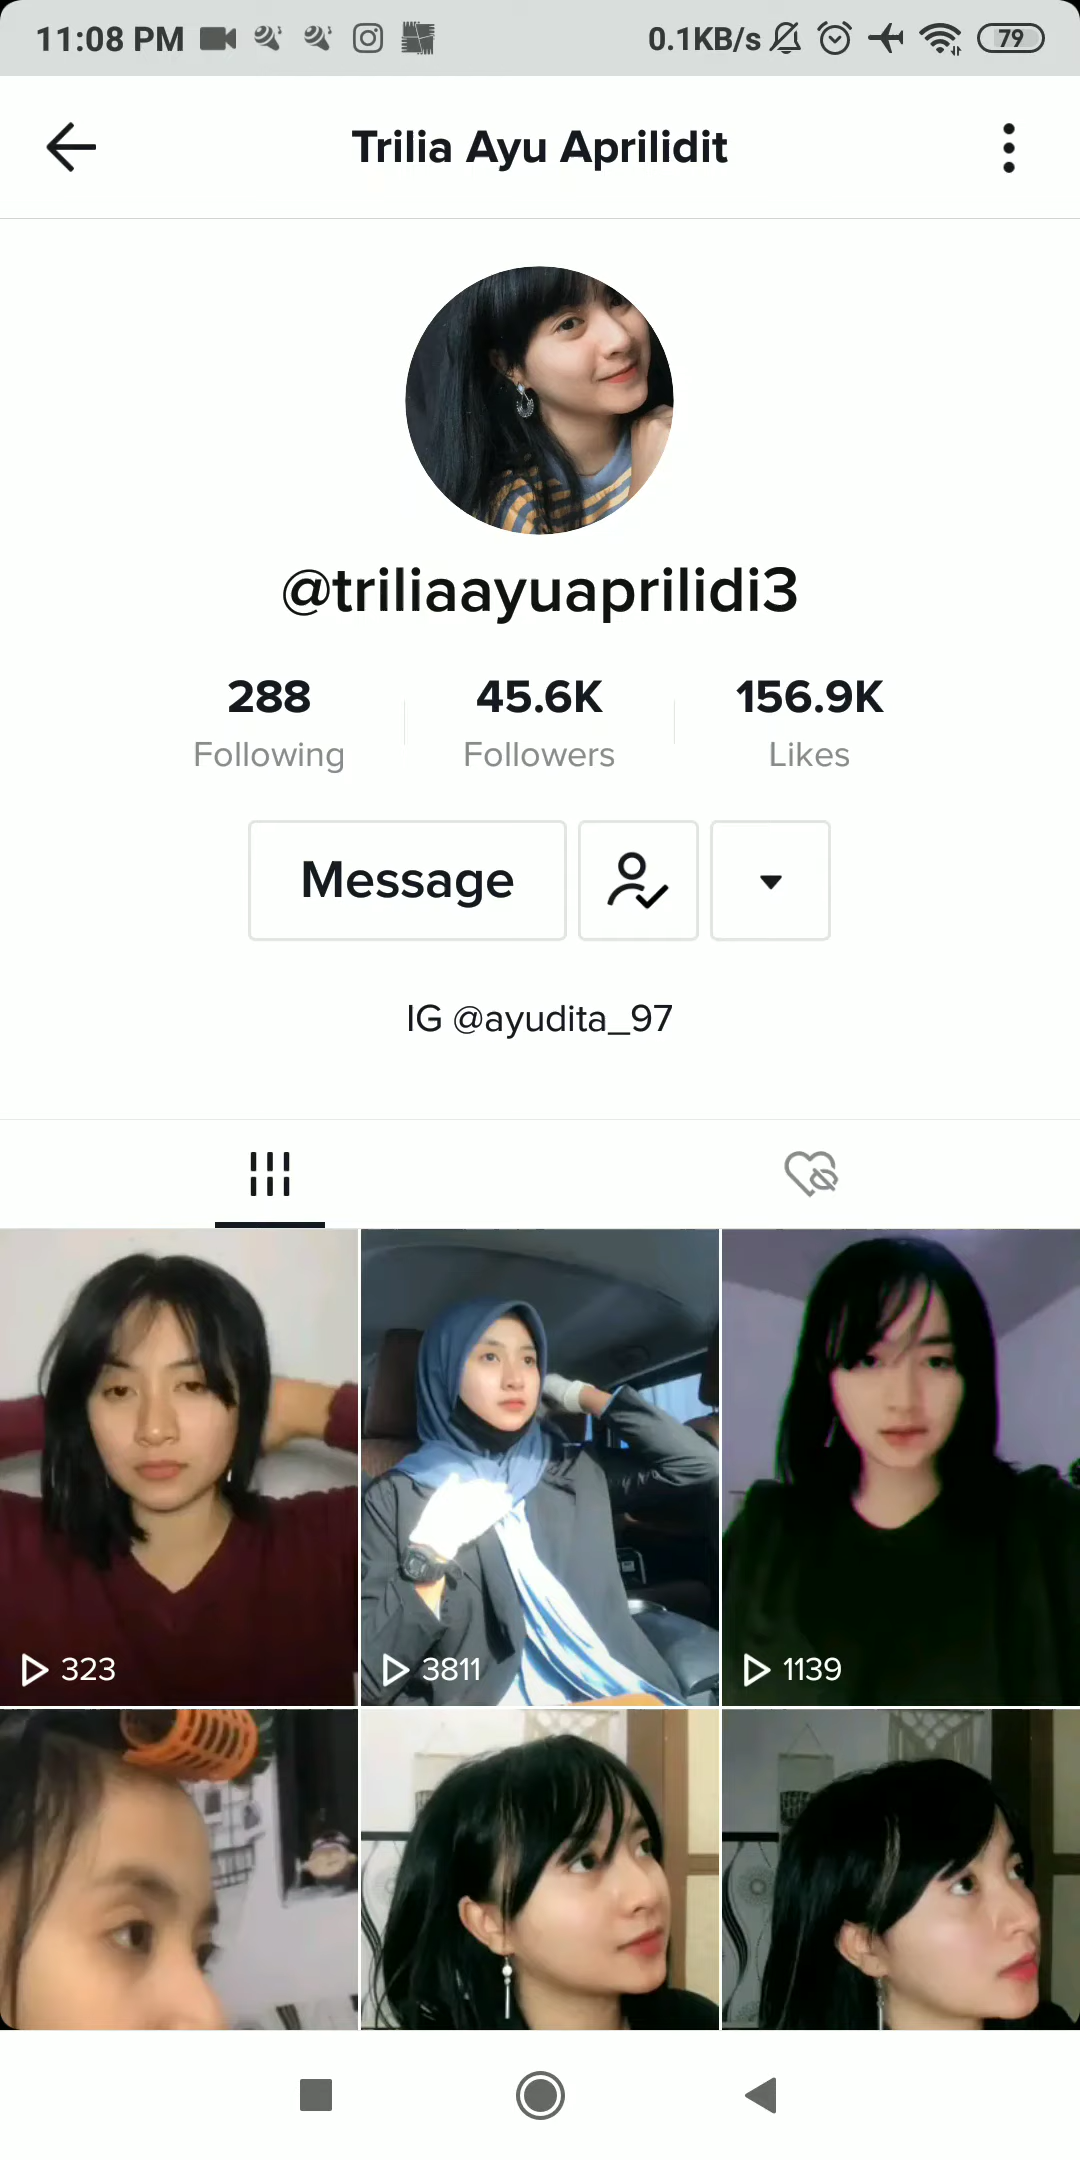 11:08 PM 0.1KB/s 79
Trilia Ayu Aprilidit
@triliaayuaprilidi3
288 45.6K 156.9K
Following Followers Likes
Message
IG @ayudita_97
323 3811 1139